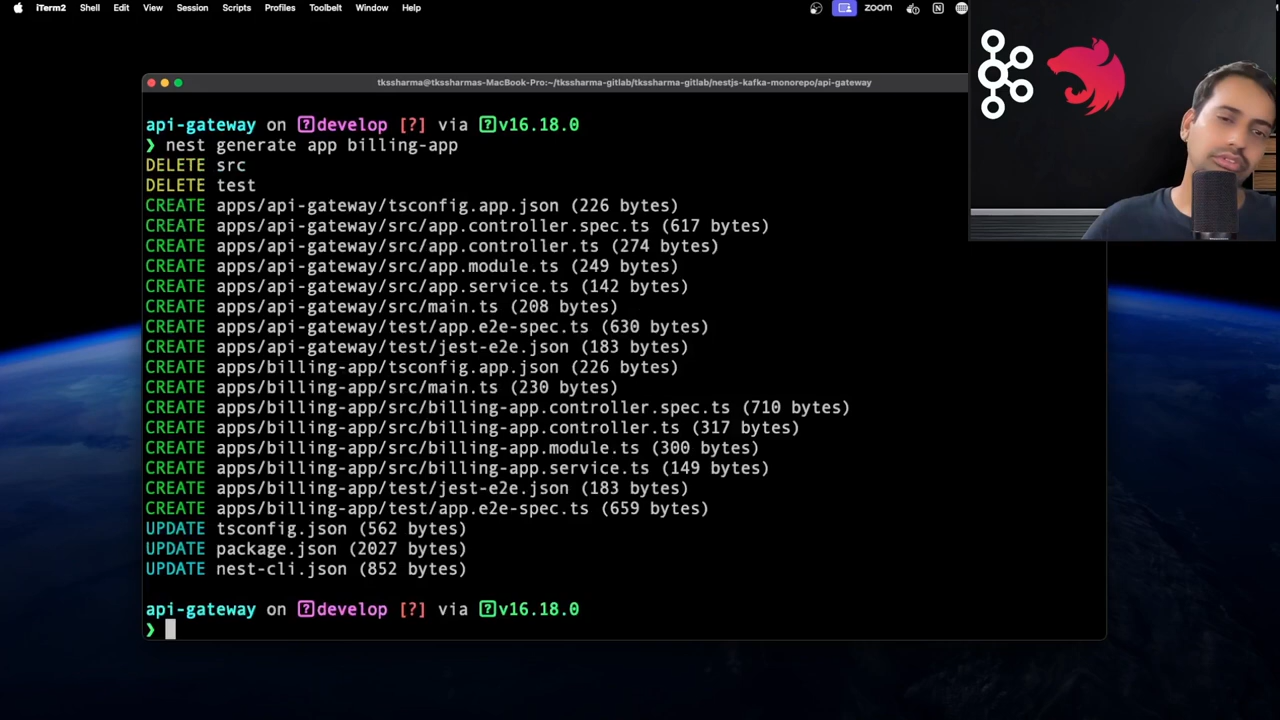 iTerm2 Shell Edit View Session Scripts Profiles Toolbelt Window Help zoom
tkssharma@tkssharmas-MacBook-Pro:~/tkssharma-gitlab/tkssharma-gitlab/nestjs-kafka-monorepo/api-gateway
api-gateway on develop [?] via v16.18.0
❯ nest generate app billing-app
DELETE src
DELETE test
CREATE apps/api-gateway/tsconfig.app.json (226 bytes)
CREATE apps/api-gateway/src/app.controller.spec.ts (617 bytes)
CREATE apps/api-gateway/src/app.controller.ts (274 bytes)
CREATE apps/api-gateway/src/app.module.ts (249 bytes)
CREATE apps/api-gateway/src/app.service.ts (142 bytes)
CREATE apps/api-gateway/src/main.ts (208 bytes)
CREATE apps/api-gateway/test/app.e2e-spec.ts (630 bytes)
CREATE apps/api-gateway/test/jest-e2e.json (183 bytes)
CREATE apps/billing-app/tsconfig.app.json (226 bytes)
CREATE apps/billing-app/src/main.ts (230 bytes)
CREATE apps/billing-app/src/billing-app.controller.spec.ts (710 bytes)
CREATE apps/billing-app/src/billing-app.controller.ts (317 bytes)
CREATE apps/billing-app/src/billing-app.module.ts (300 bytes)
CREATE apps/billing-app/src/billing-app.service.ts (149 bytes)
CREATE apps/billing-app/test/jest-e2e.json (183 bytes)
CREATE apps/billing-app/test/app.e2e-spec.ts (659 bytes)
UPDATE tsconfig.json (562 bytes)
UPDATE package.json (2027 bytes)
UPDATE nest-cli.json (852 bytes)
api-gateway on develop [?] via v16.18.0
❯